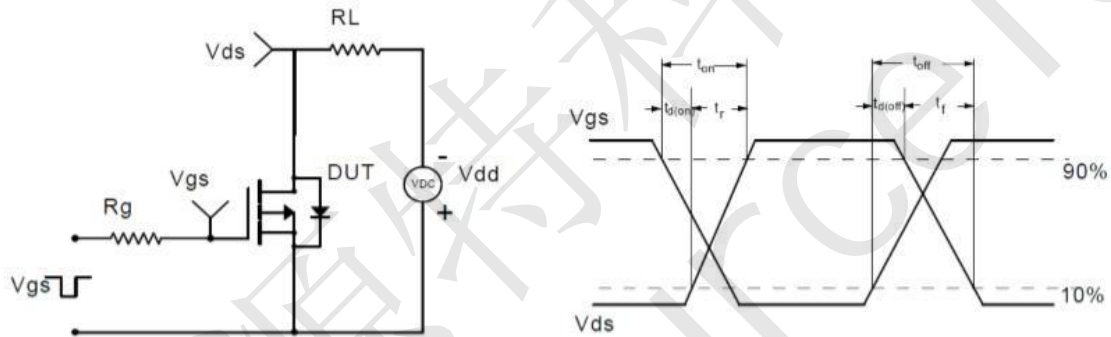 RL
Vds
Vgs
DUT
VDC
-
Vdd
+
Rg
Vgs
ton
toff
td(on)
tr
td(off)
tf
Vgs
90%
10%
Vds